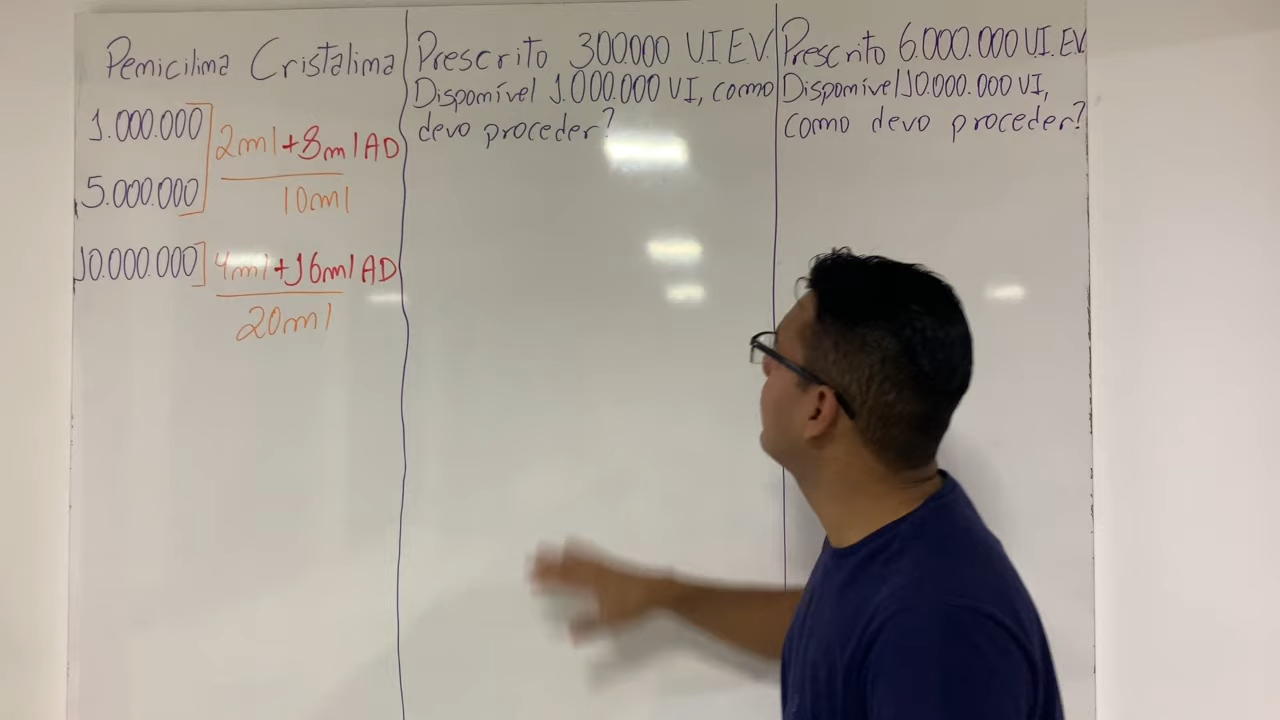 Penicilina Cristalina
1.000.000
5.000.000
2ml+8ml AD
10ml
10.000.000
4ml+16ml AD
20ml
Prescrito 300.000 UI.EV.
Disponível 1.000.000 UI, como
devo proceder?
Prescrito 6.000.000 U.I. EV.
Disponível 10.000.000 UI,
como devo proceder?